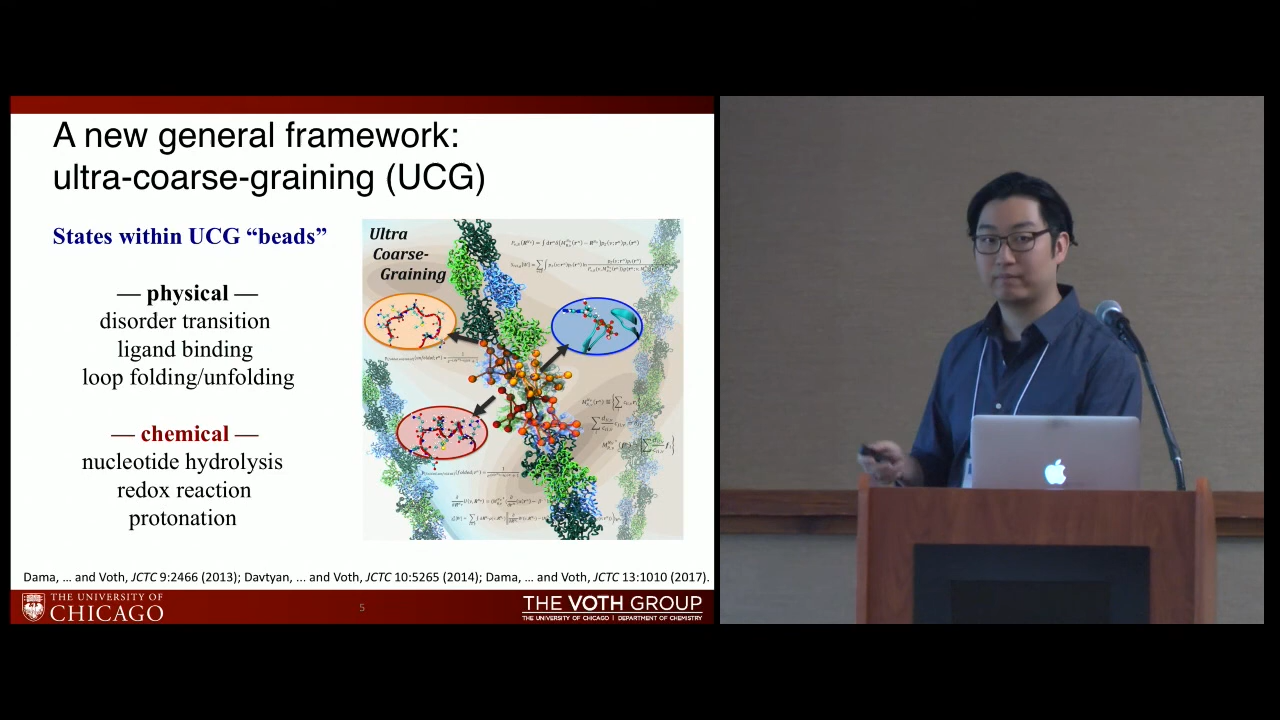 A new general framework:
ultra-coarse-graining (UCG)
States within UCG “beads”
— physical —
disorder transition
ligand binding
loop folding/unfolding
— chemical —
nucleotide hydrolysis
redox reaction
protonation
Ultra
Coarse-
Graining
Dama, ... and Voth, JCTC 9:2466 (2013); Davtyan, ... and Voth, JCTC 10:5265 (2014); Dama, ... and Voth, JCTC 13:1010 (2017).
THE UNIVERSITY OF
CHICAGO
5
THE VOTH GROUP
THE UNIVERSITY OF CHICAGO | DEPARTMENT OF CHEMISTRY